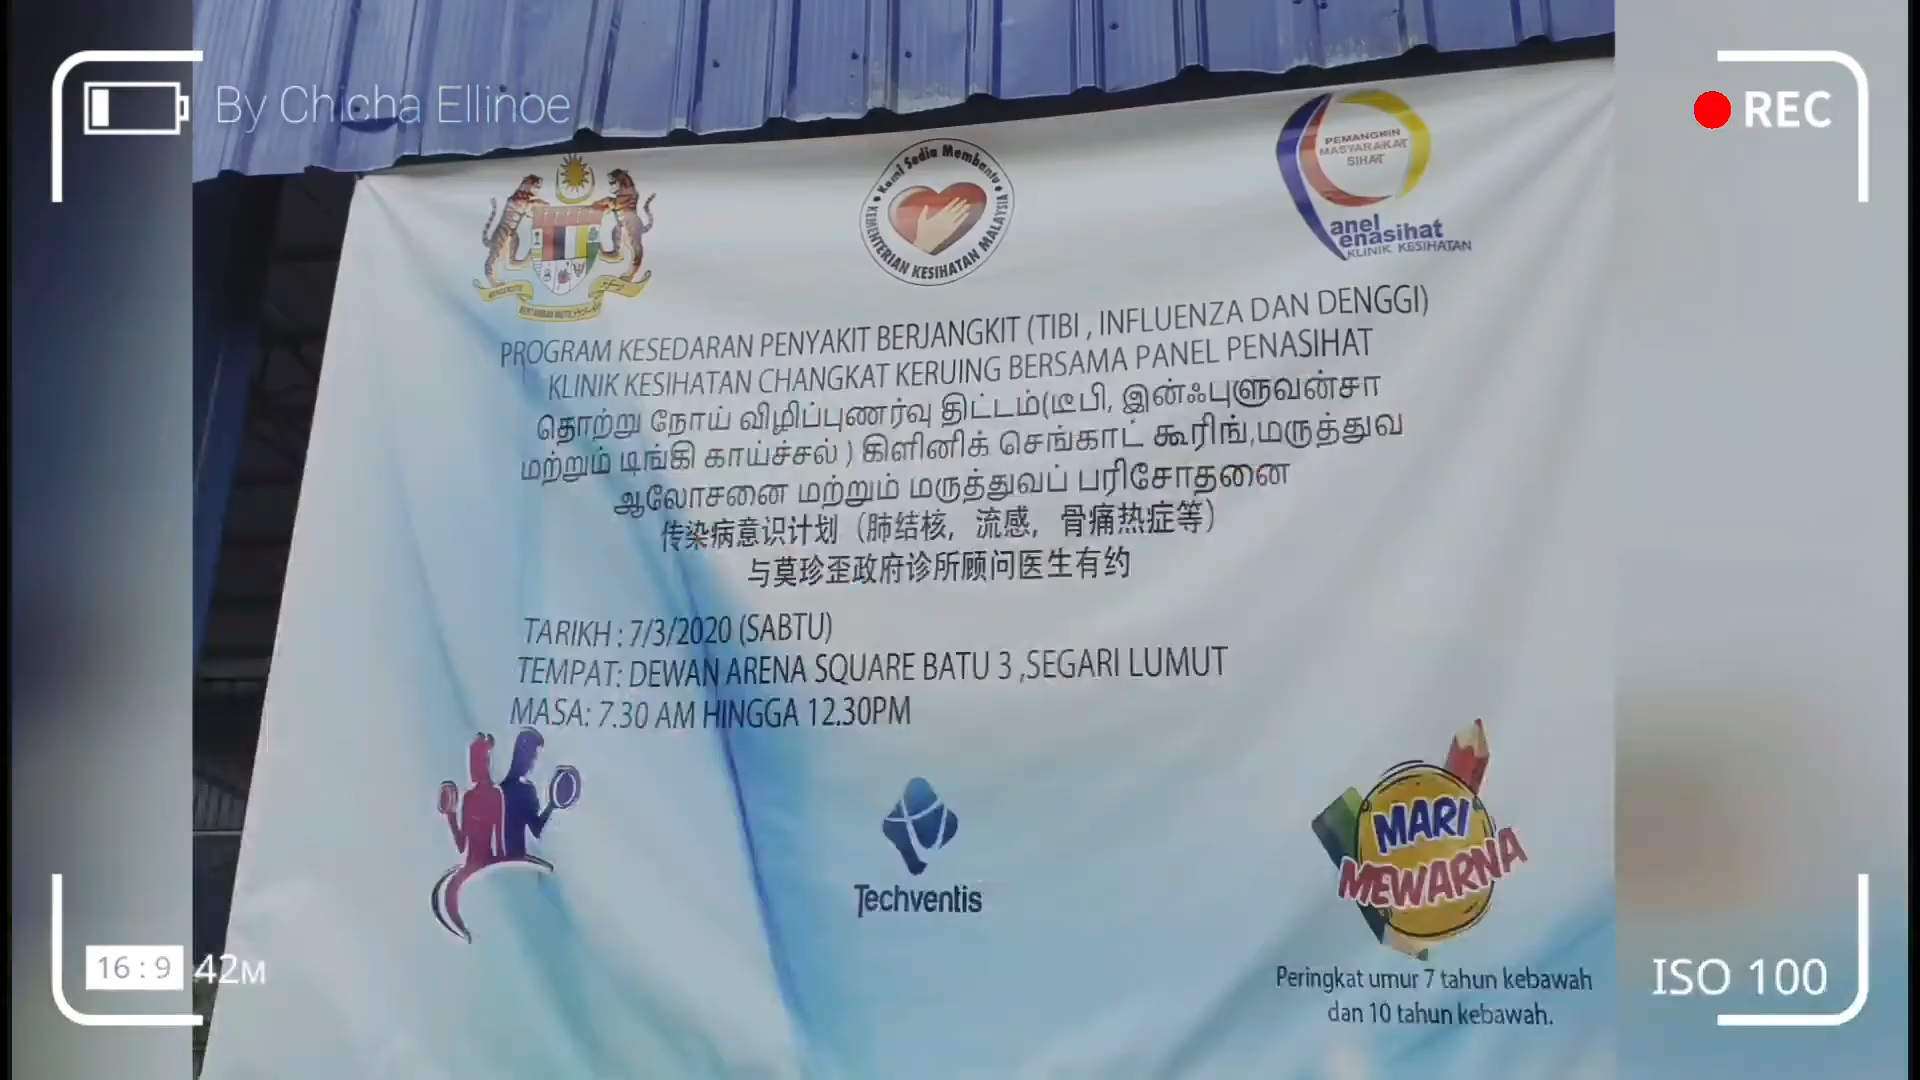 By Chicha Ellinoe
REC
Kami Sedia Membantu
KEMENTERIAN KESIHATAN MALAYSIA
PEMANGKIN
MASYARAKAT
SIHAT
anel
enasihat
KLINIK KESIHATAN
PROGRAM KESEDARAN PENYAKIT BERJANGKIT (TIBI , INFLUENZA DAN DENGGI)
KLINIK KESIHATAN CHANGKAT KERUING BERSAMA PANEL PENASIHAT
தொற்று நோய் விழிப்புணர்வு திட்டம்(டீபி, இன்ஃபுளுவன்சா
மற்றும் டிங்கி காய்ச்சல் ) கிளினிக் செங்காட் கூரிங்,மருத்துவ
ஆலோசனை மற்றும் மருத்துவப் பரிசோதனை
传染病意识计划（肺结核，流感，骨痛热症等）
与莫珍歪政府诊所顾问医生有约
TARIKH : 7/3/2020 (SABTU)
TEMPAT: DEWAN ARENA SQUARE BATU 3 ,SEGARI LUMUT
MASA: 7.30 AM HINGGA 12.30PM
Techventis
MARI
MEWARNA
Peringkat umur 7 tahun kebawah
dan 10 tahun kebawah.
16 : 9 42M
ISO 100